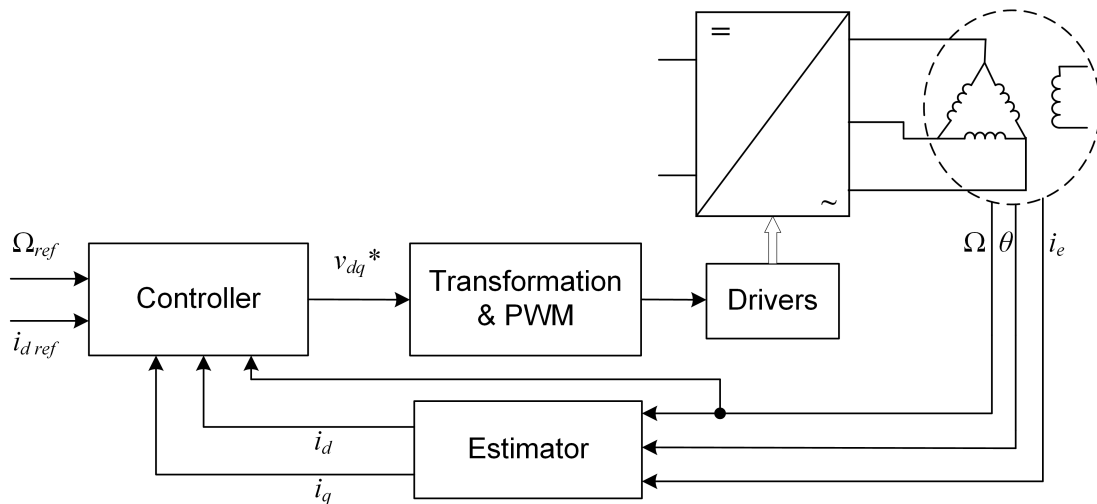 =
~
Ω_ref
i_d ref
Controller
v_dq*
Transformation
& PWM
Drivers
Ω θ i_e
i_d
i_q
Estimator